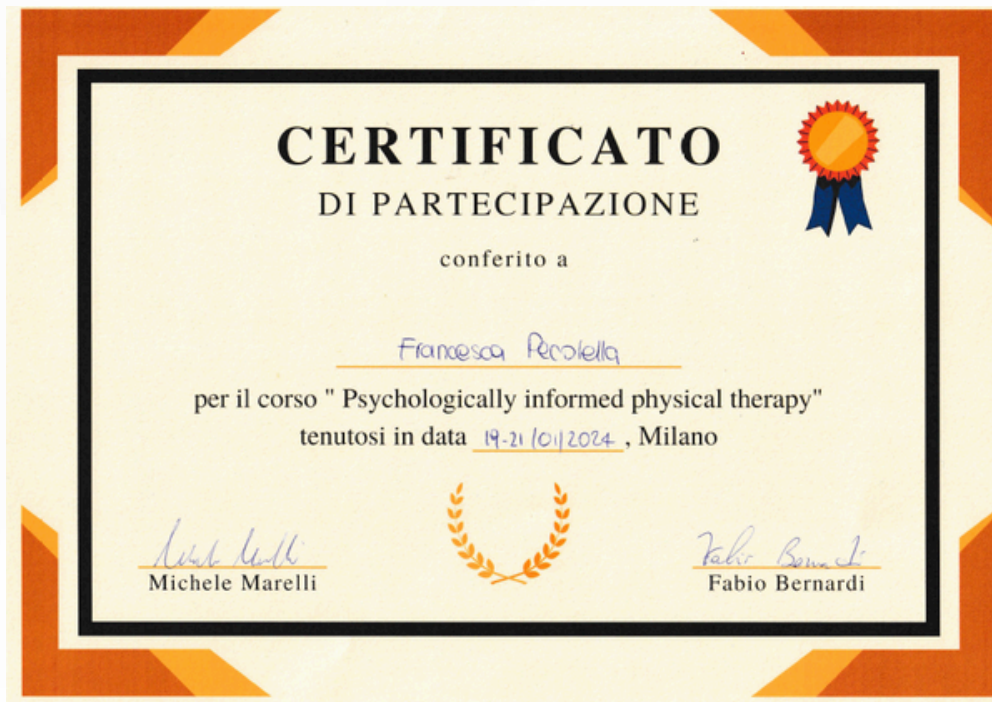 CERTIFICATO
DI PARTECIPAZIONE
conferito a
Francesca
per il corso " Psychologically informed physical therapy"
tenutosi in data 19-21/01/2024, Milano
Michele Marelli
Fabio Bernardi